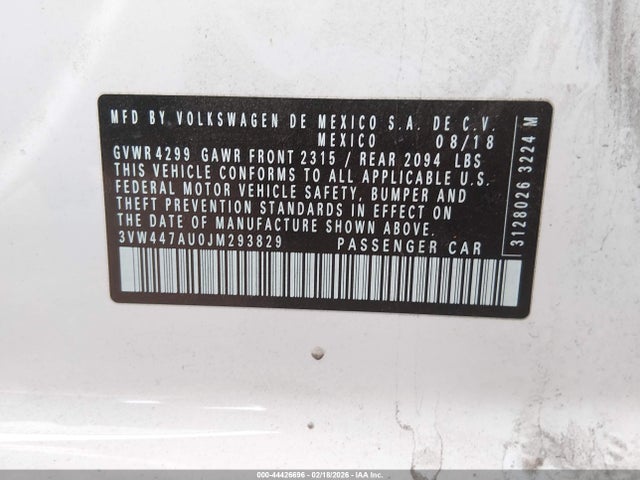 MFD BY VOLKSWAGEN DE MEXICO S.A. DE C.V.
MEXICO 08/18
GVWR 4299 GAWR FRONT 2315 / REAR 2094 LBS
THIS VEHICLE CONFORMS TO ALL APPLICABLE U.S.
FEDERAL MOTOR VEHICLE SAFETY, BUMPER AND
THEFT PREVENTION STANDARDS IN EFFECT ON
THE DATE OF MANUFACTURE SHOWN ABOVE.
3VW447AU0JM293829 PASSENGER CAR
3128026 3224 M
000-44426696 - 02/18/2026 - IAAI.CA